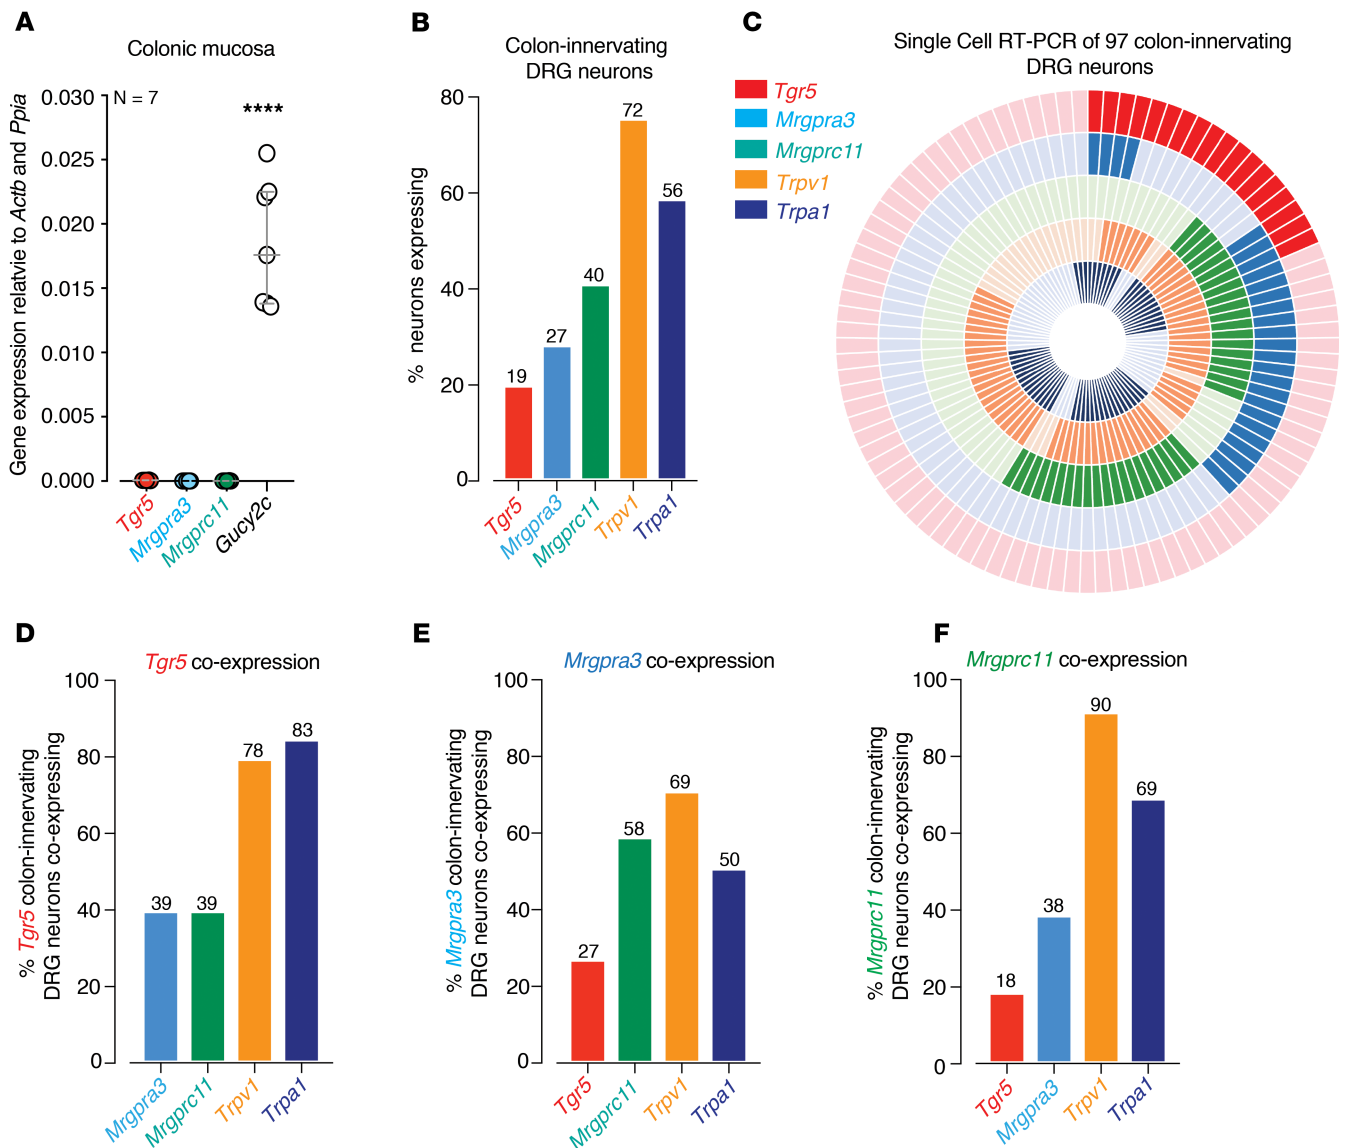 A
Colonic mucosa
N = 7
****
Gene expression relatvie to Actb and Ppia
0.030
0.025
0.020
0.015
0.010
0.005
0.000
Tgr5
Mrgpra3
Mrgprc11
Gucy2c
B
Colon-innervating
DRG neurons
% neurons expressing
80
60
40
20
0
19
27
40
72
56
Tgr5
Mrgpra3
Mrgprc11
Trpv1
Trpa1
C
Single Cell RT-PCR of 97 colon-innervating
DRG neurons
Tgr5
Mrgpra3
Mrgprc11
Trpv1
Trpa1
D
Tgr5 co-expression
% Tgr5 colon-innervating
DRG neurons co-expressing
100
80
60
40
20
0
39
39
78
83
Mrgpra3
Mrgprc11
Trpv1
Trpa1
E
Mrgpra3 co-expression
% Mrgpra3 colon-innervating
DRG neurons co-expressing
100
80
60
40
20
0
27
58
69
50
Tgr5
Mrgprc11
Trpv1
Trpa1
F
Mrgprc11 co-expression
% Mrgprc11 colon-innervating
DRG neurons co-expressing
100
80
60
40
20
0
18
38
90
69
Tgr5
Mrgpra3
Trpv1
Trpa1